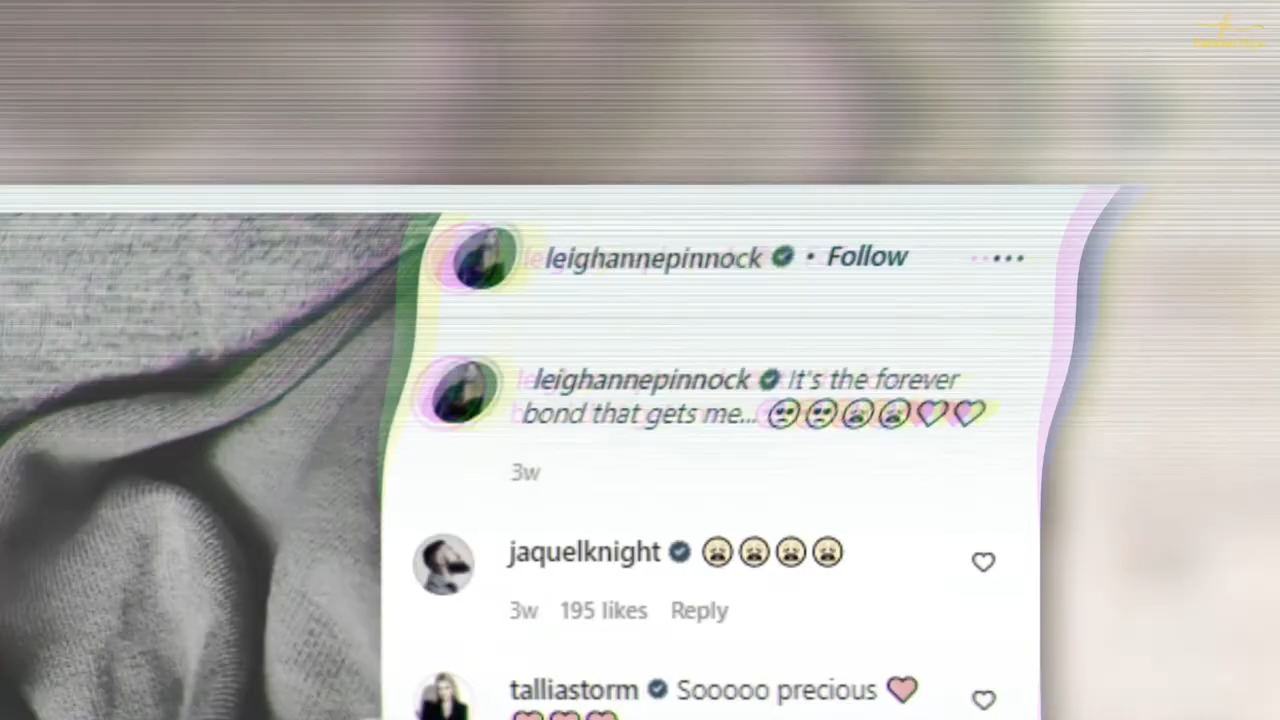 leighannepinnock • Follow
leighannepinnock It's the forever
bond that gets me...
3w
jaquelknight
3w 195 likes Reply
talliastorm Sooooo precious